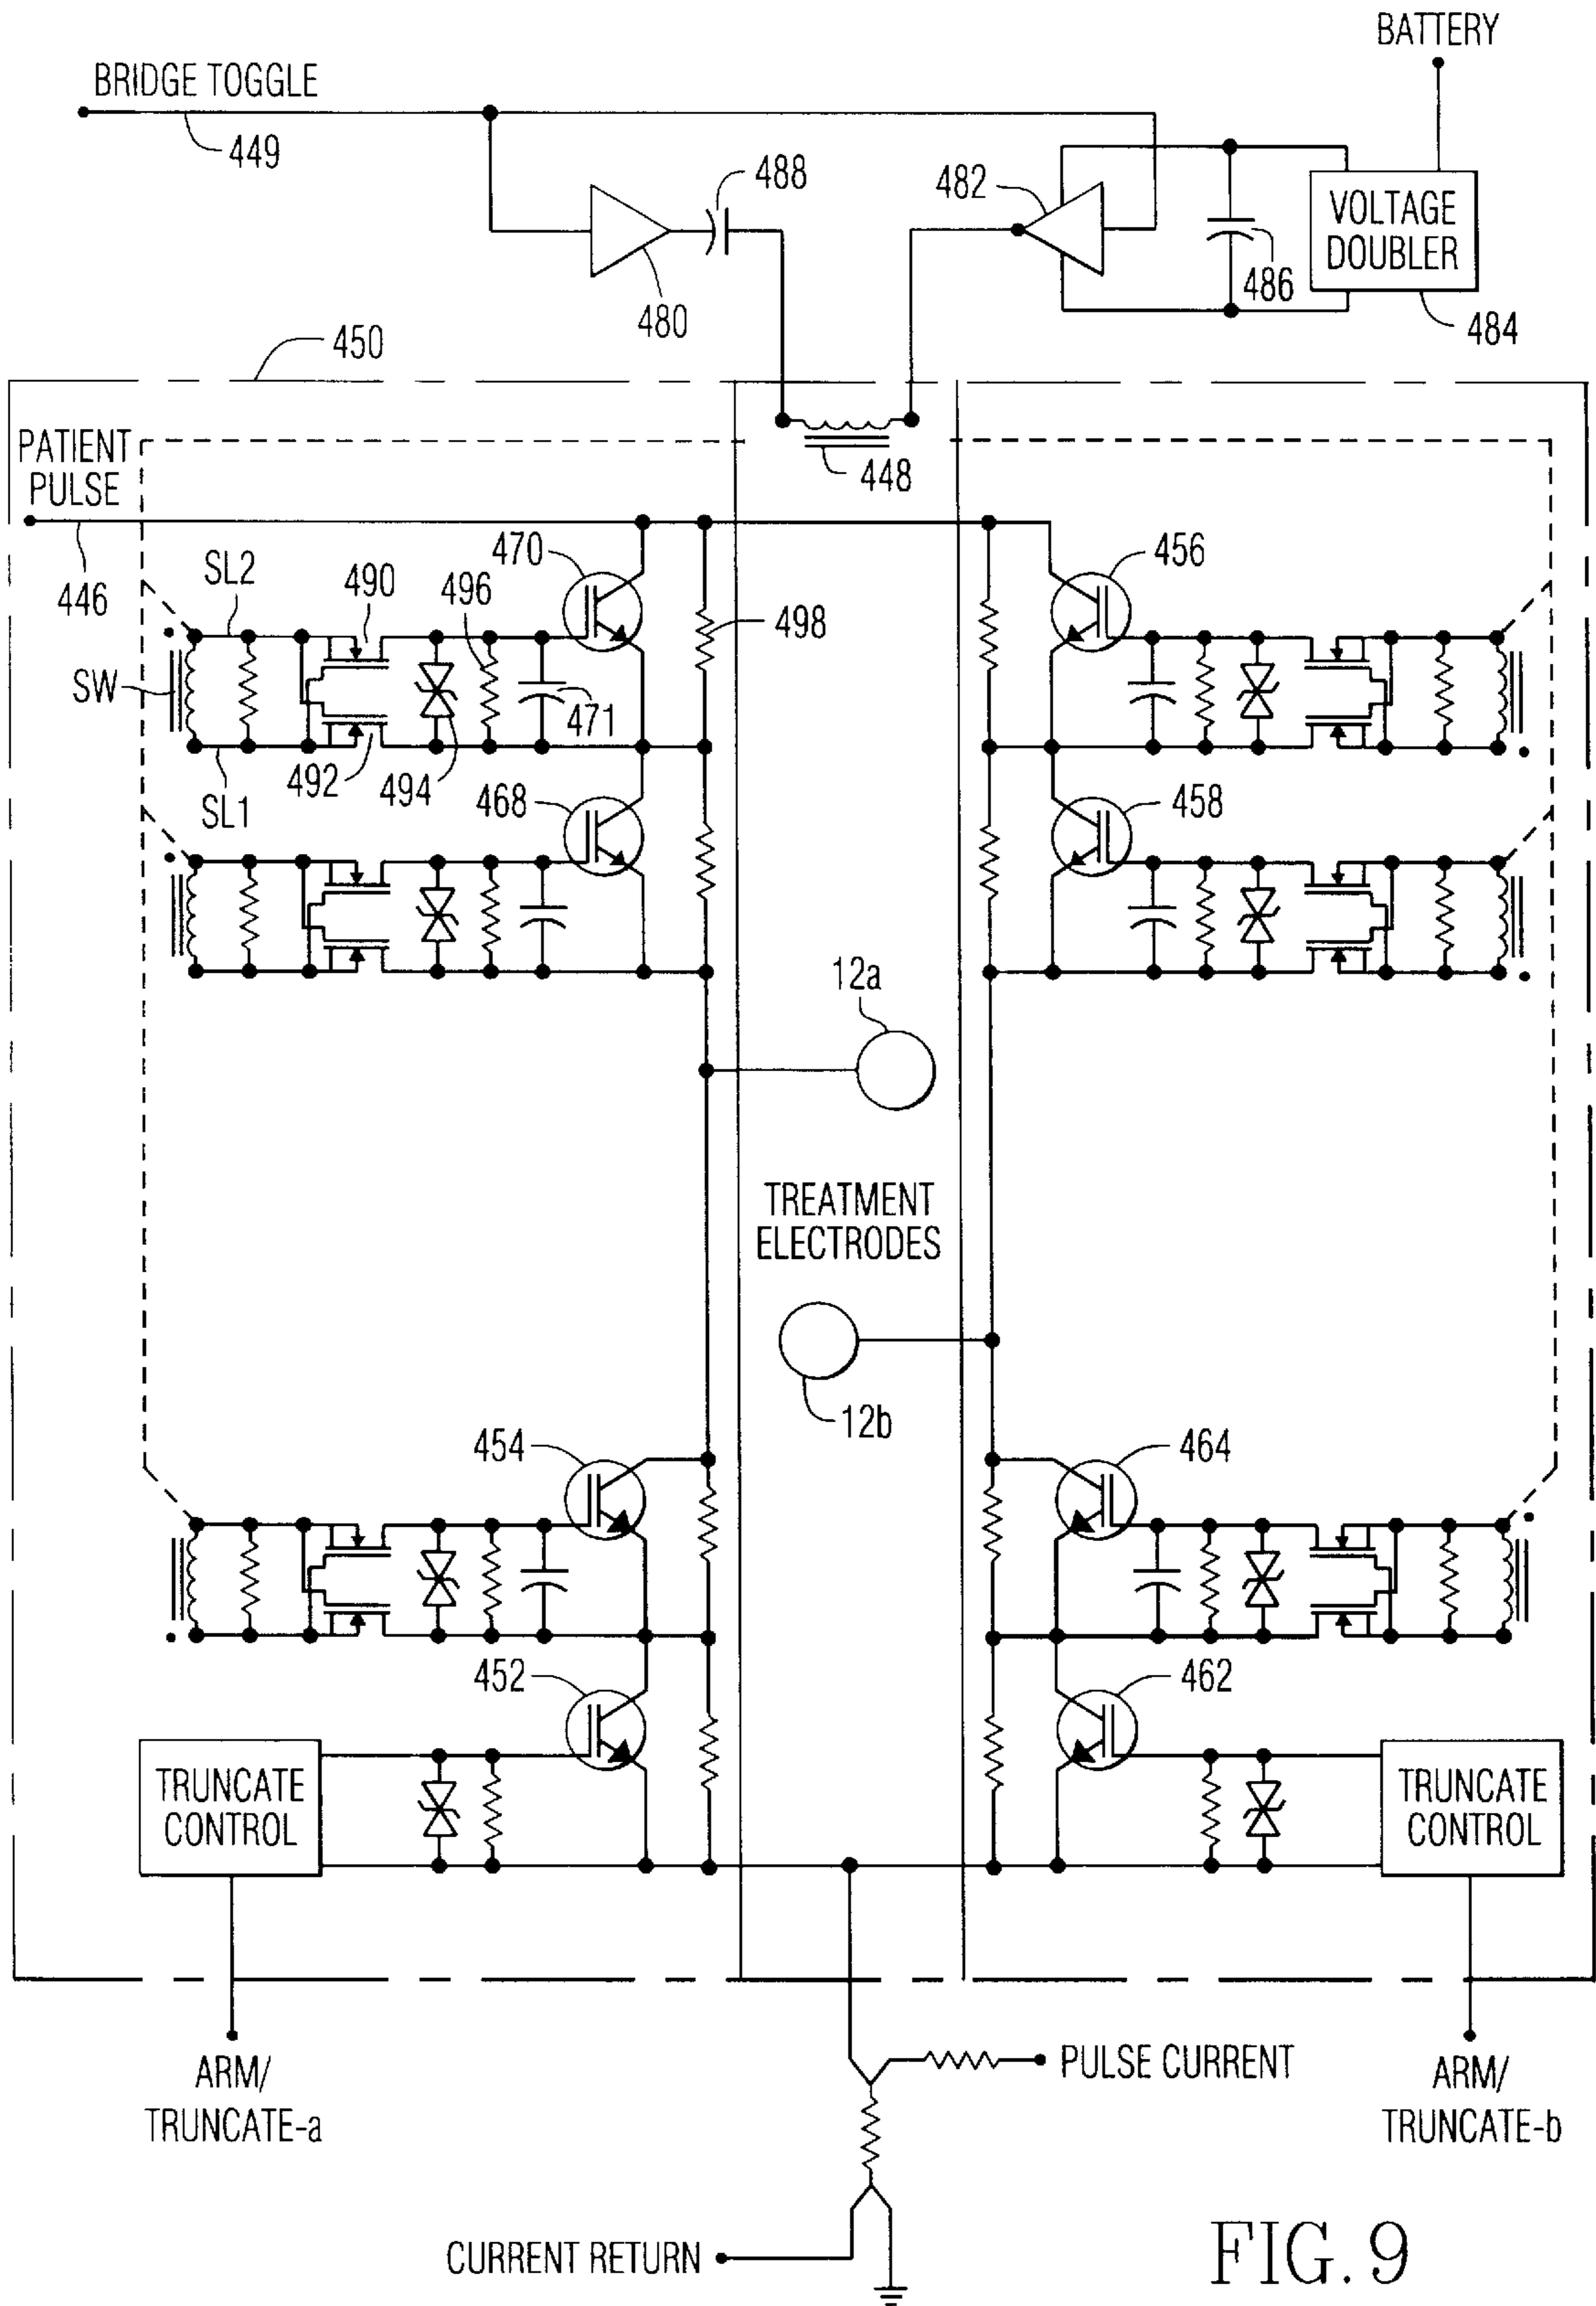 BATTERY
BRIDGE TOGGLE
449
488
482
VOLTAGE
DOUBLER
486
480
484
450
PATIENT
PULSE
448
446
SL2
490
496
470
498
456
SW
471
492
494
SL1
468
458
12a
TREATMENT
ELECTRODES
12b
454
464
452
462
TRUNCATE
CONTROL
TRUNCATE
CONTROL
ARM/
TRUNCATE-a
PULSE CURRENT
ARM/
TRUNCATE-b
CURRENT RETURN
FIG. 9